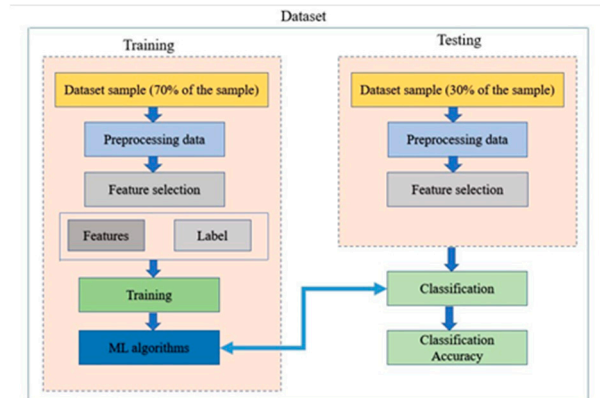 Dataset
Training
Dataset sample (70% of the sample)
Preprocessing data
Feature selection
Features
Label
Training
ML algorithms
Testing
Dataset sample (30% of the sample)
Preprocessing data
Feature selection
Classification
Classification
Accuracy